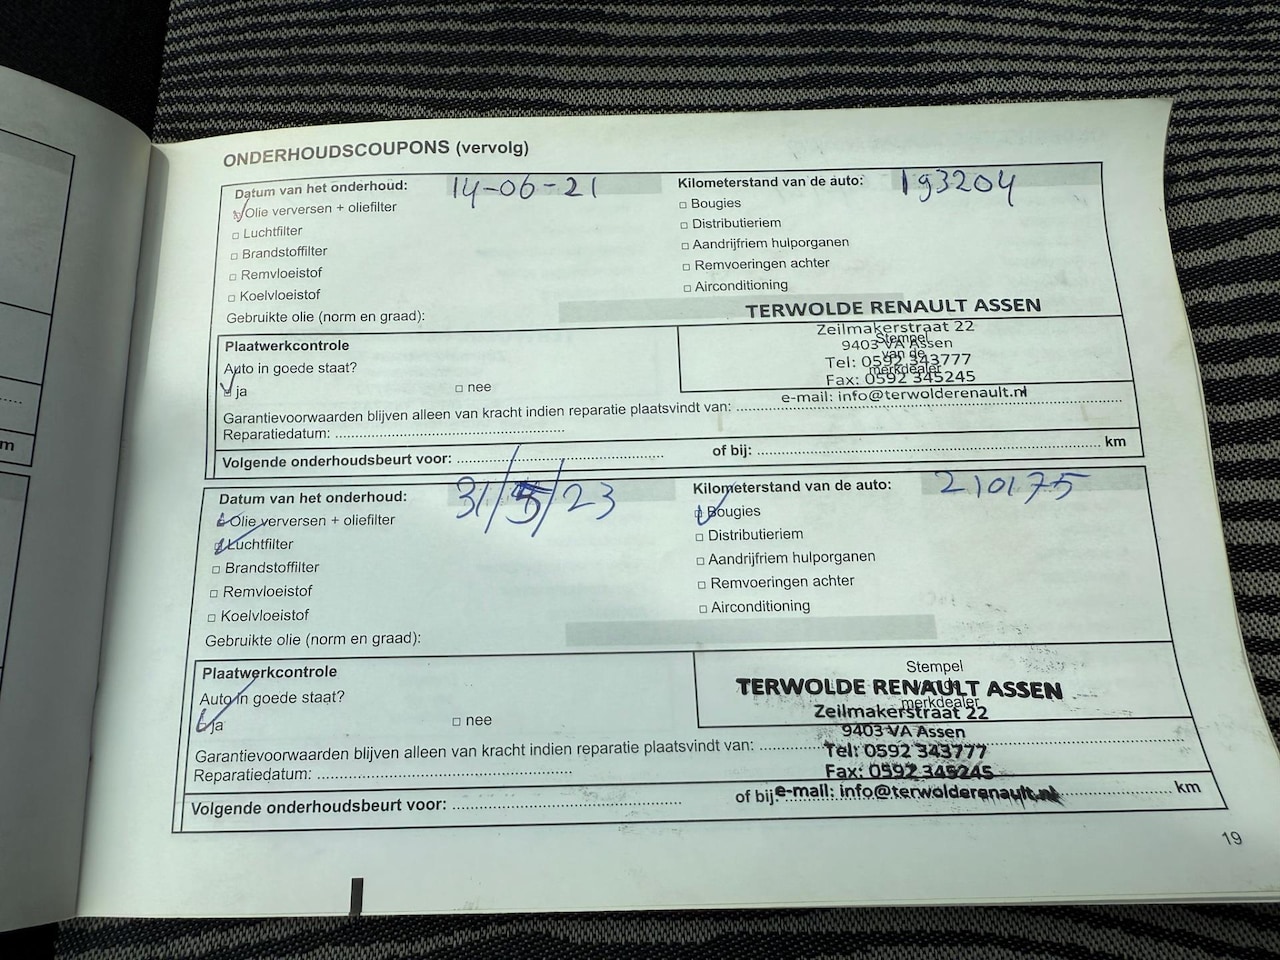 ONDERHOUDSCOUPONS (vervolg)
Datum van het onderhoud: 14-06-21 Kilometerstand van de auto: 193204
Olie verversen + oliefilter □ Bougies
□ Luchtfilter □ Distributieriem
□ Brandstoffilter □ Aandrijfriem hulporganen
□ Remvloeistof □ Remvoeringen achter
□ Koelvloeistof □ Airconditioning
Gebruikte olie (norm en graad):
TERWOLDE RENAULT ASSEN
Zeilmakerstraat 22
Stempel
9403 VA Assen
van de
Tel: 0592 343777
merkdealer
Fax: 0592 345245
e-mail: info@terwolderenault.nl
Plaatwerkcontrole
Auto in goede staat?
ja □ nee
Garantievoorwaarden blijven alleen van kracht indien reparatie plaatsvindt van:
Reparatiedatum:
Volgende onderhoudsbeurt voor: of bij: km
Datum van het onderhoud: 31/5/23 Kilometerstand van de auto: 210175
Olie verversen + oliefilter Bougies
Luchtfilter □ Distributieriem
□ Brandstoffilter □ Aandrijfriem hulporganen
□ Remvloeistof □ Remvoeringen achter
□ Koelvloeistof □ Airconditioning
Gebruikte olie (norm en graad):
Plaatwerkcontrole
Stempel
TERWOLDE RENAULT ASSEN
merkdealer
Zeilmakerstraat 22
9403 VA Assen
Tel: 0592 343777
Fax: 0592 345245
e-mail: info@terwolderenault.nl
Auto in goede staat?
ja □ nee
Garantievoorwaarden blijven alleen van kracht indien reparatie plaatsvindt van:
Reparatiedatum:
Volgende onderhoudsbeurt voor: of bij: km
19
m